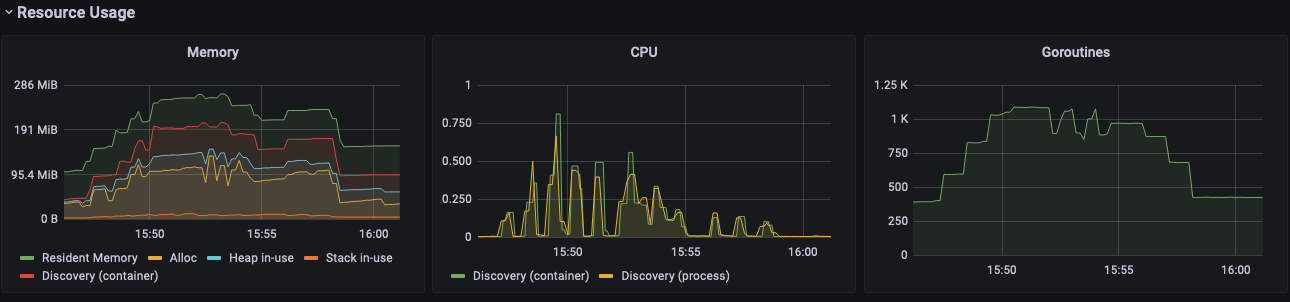 Resource Usage
Memory
286 MiB
191 MiB
95.4 MiB
0 B
15:50 15:55 16:00
Resident Memory Alloc Heap in-use Stack in-use
Discovery (container)
CPU
1
0.750
0.500
0.250
0
15:50 15:55 16:00
Discovery (container) Discovery (process)
Goroutines
1.25 K
1 K
750
500
250
0
15:50 15:55 16:00